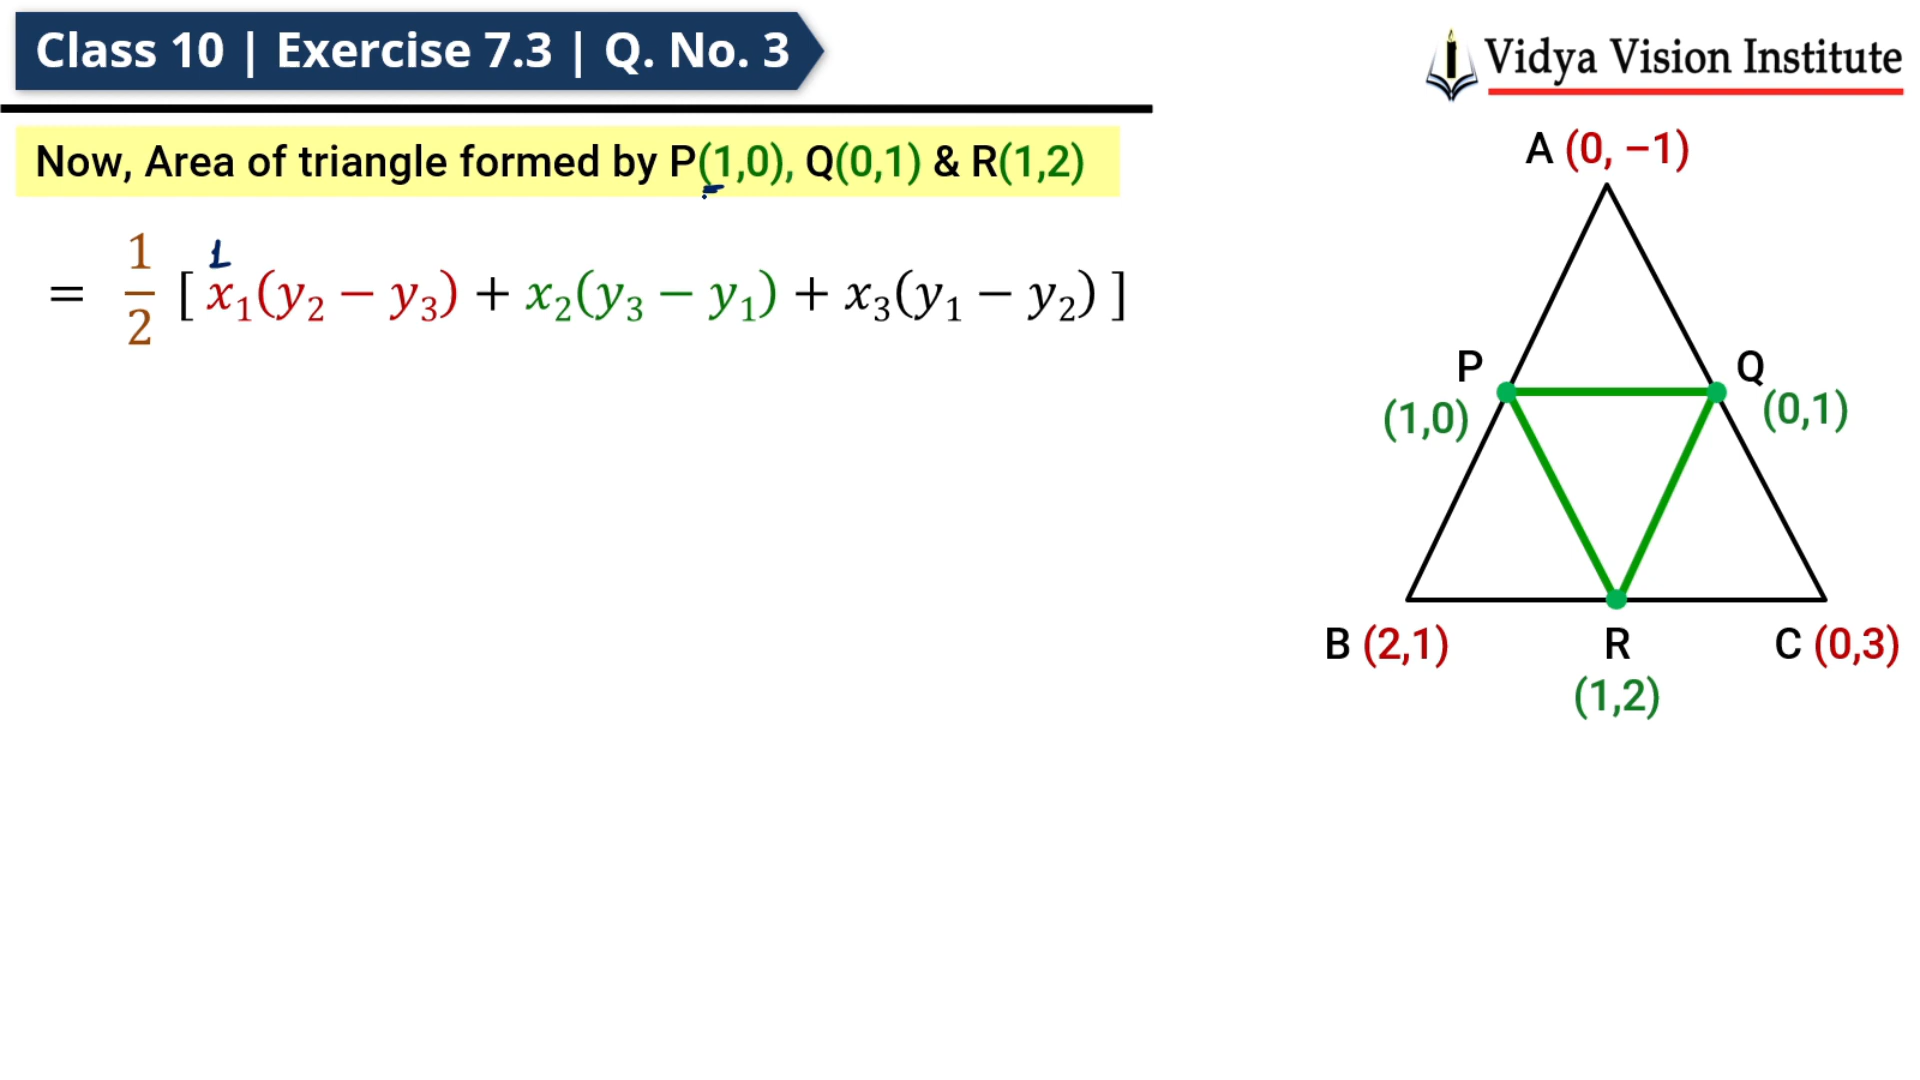 Class 10 | Exercise 7.3 | Q. No. 3
Vidya Vision Institute
Now, Area of triangle formed by P(1,0), Q(0,1) & R(1,2)
1
= 1/2 [ x₁(y₂ − y₃) + x₂(y₃ − y₁) + x₃(y₁ − y₂) ]
A (0, −1)
P
(1,0)
Q
(0,1)
B (2,1)
R
(1,2)
C (0,3)